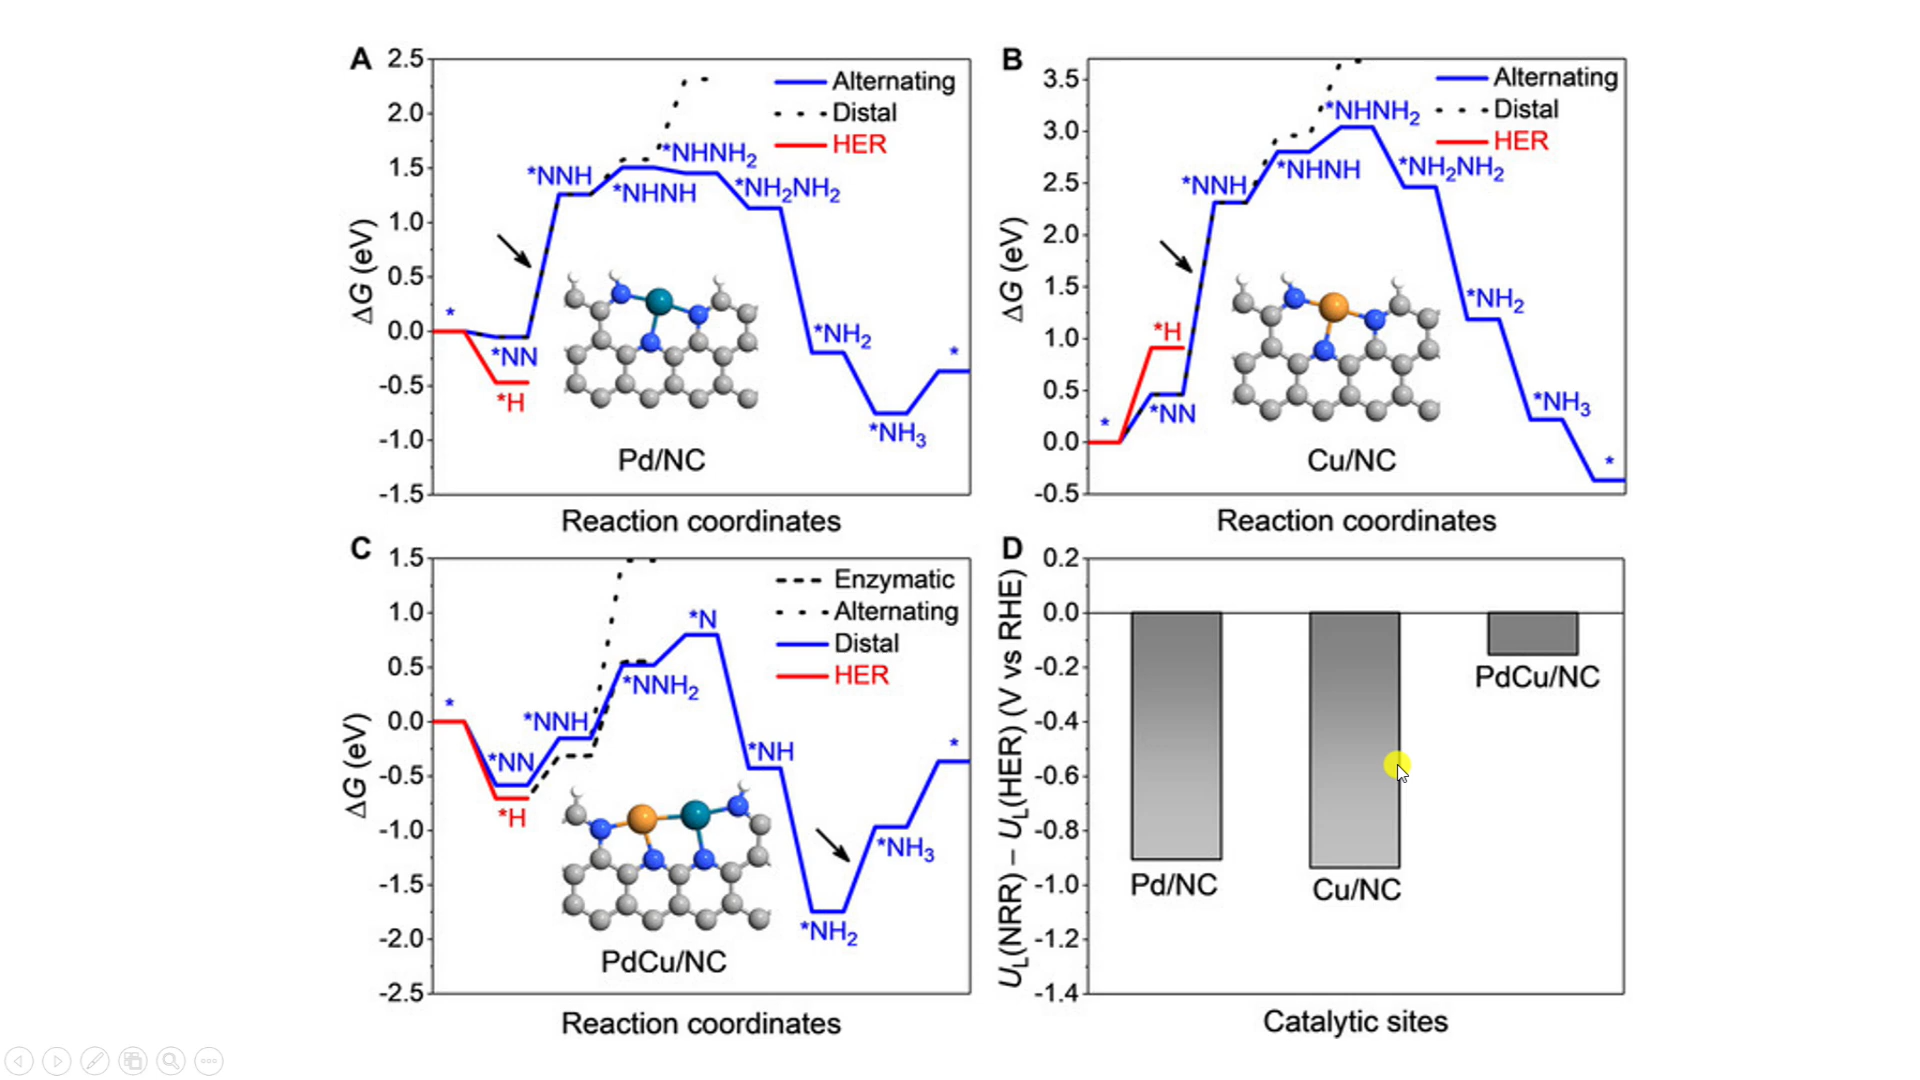 A
2.5
2.0
1.5
1.0
0.5
0.0
-0.5
-1.0
-1.5
ΔG (eV)
Alternating
Distal
HER
*
*NN
*H
*NNH
*NHNH
*NHNH₂
*NH₂NH₂
*NH₂
*NH₃
*
Pd/NC
Reaction coordinates
B
3.5
3.0
2.5
2.0
1.5
1.0
0.5
0.0
-0.5
ΔG (eV)
Alternating
Distal
HER
*
*H
*NN
*NNH
*NHNH
*NHNH₂
*NH₂NH₂
*NH₂
*NH₃
*
Cu/NC
Reaction coordinates
C
1.5
1.0
0.5
0.0
-0.5
-1.0
-1.5
-2.0
-2.5
ΔG (eV)
Enzymatic
Alternating
Distal
HER
*
*NN
*H
*NNH
*NNH₂
*N
*NH
*NH₂
*NH₃
*
PdCu/NC
Reaction coordinates
D
0.2
0.0
-0.2
-0.4
-0.6
-0.8
-1.0
-1.2
-1.4
U_L(NRR) – U_L(HER) (V vs RHE)
Pd/NC
Cu/NC
PdCu/NC
Catalytic sites